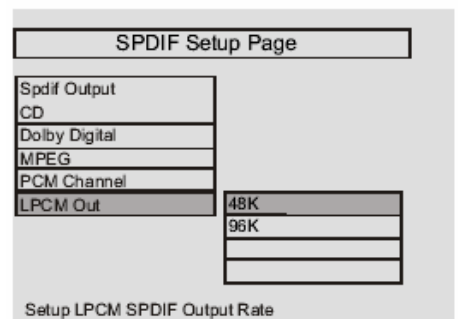 SPDIF Setup Page
Spdif Output
CD
Dolby Digital
MPEG
PCM Channel
LPCM Out
48K
96K
Setup LPCM SPDIF Output Rate